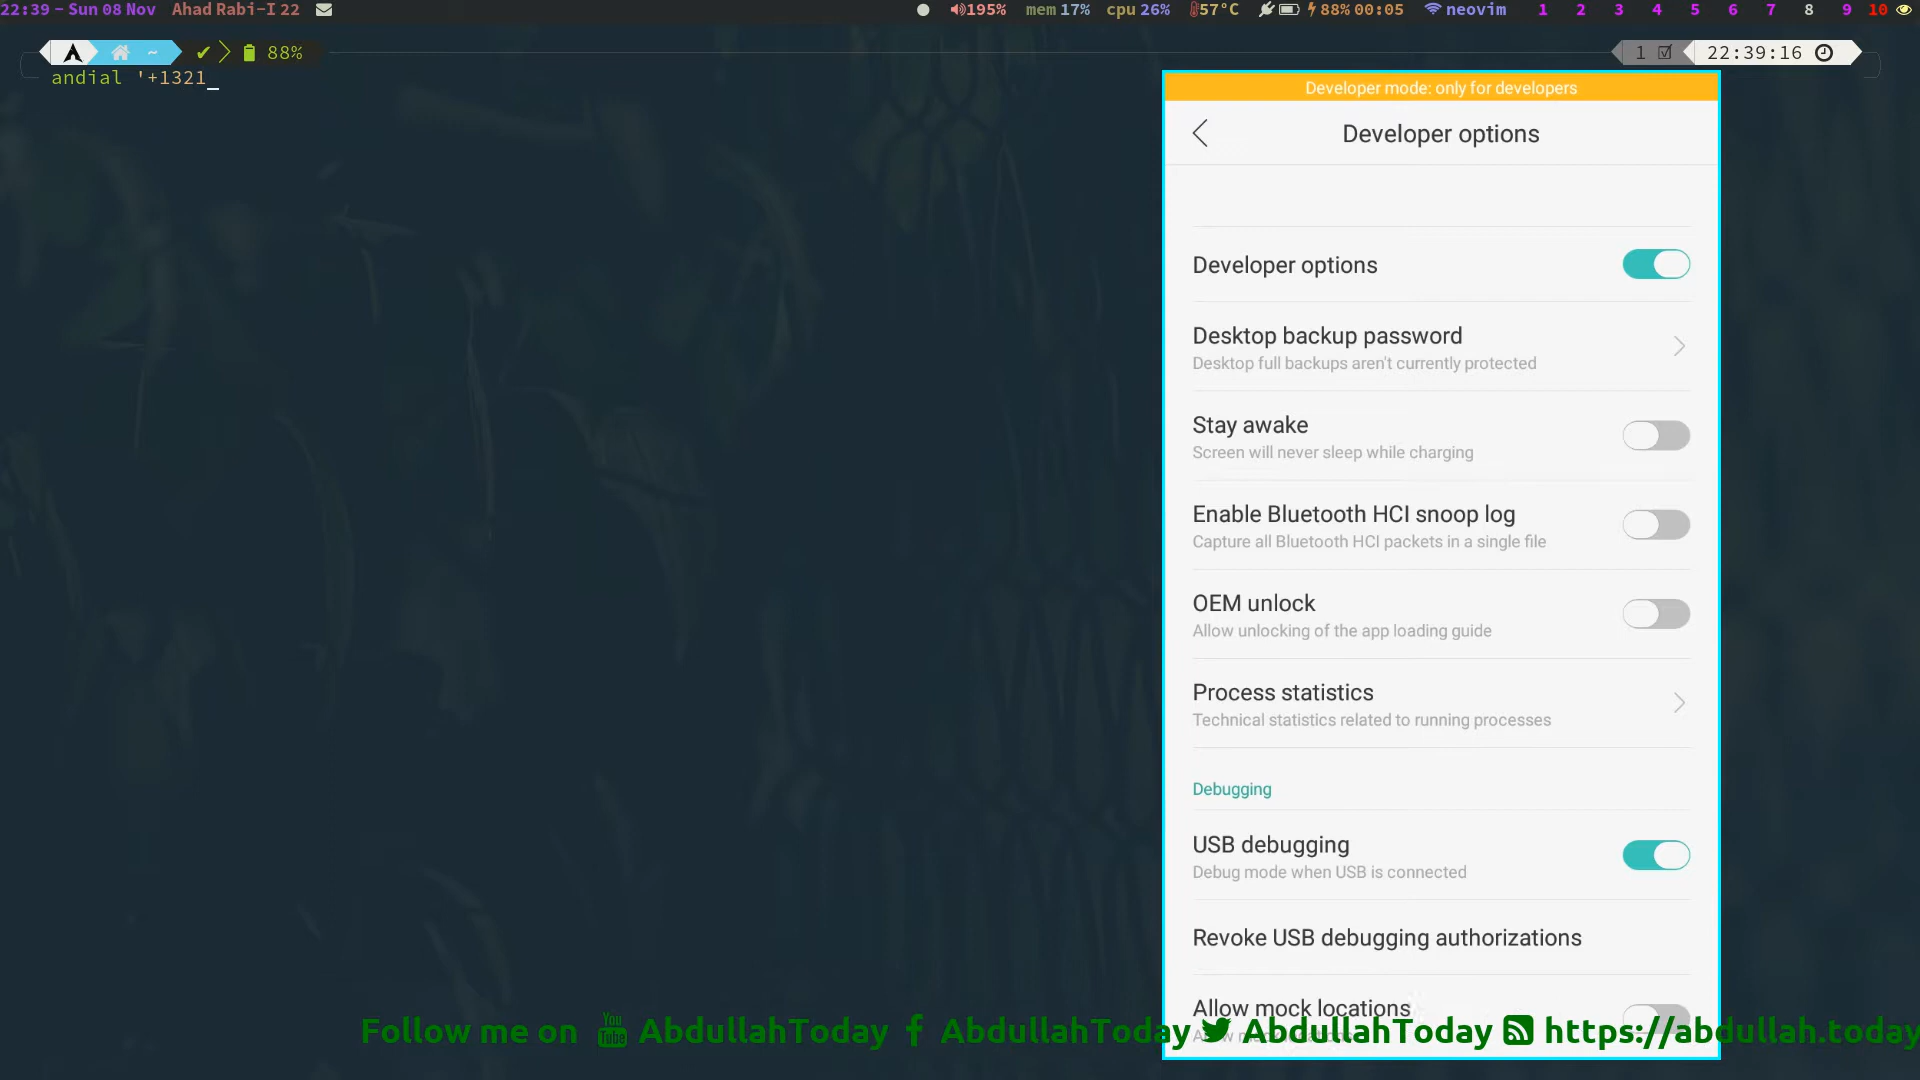 22:39 - Sun 08 Nov Ahad Rabi-I 22 195% mem 17% cpu 26% 57°C 88% 00:05 neovim 1 2 3 4 5 6 7 8 9 10
~ ✔ 88% 1 22:39:16
andial '+1321_
Developer mode: only for developers
Developer options
Developer options
Desktop backup password
Desktop full backups aren't currently protected
Stay awake
Screen will never sleep while charging
Enable Bluetooth HCI snoop log
Capture all Bluetooth HCI packets in a single file
OEM unlock
Allow unlocking of the app loading guide
Process statistics
Technical statistics related to running processes
Debugging
USB debugging
Debug mode when USB is connected
Revoke USB debugging authorizations
Allow mock locations
Follow me on You Tube AbdullahToday AbdullahToday AbdullahToday https://abdullah.today